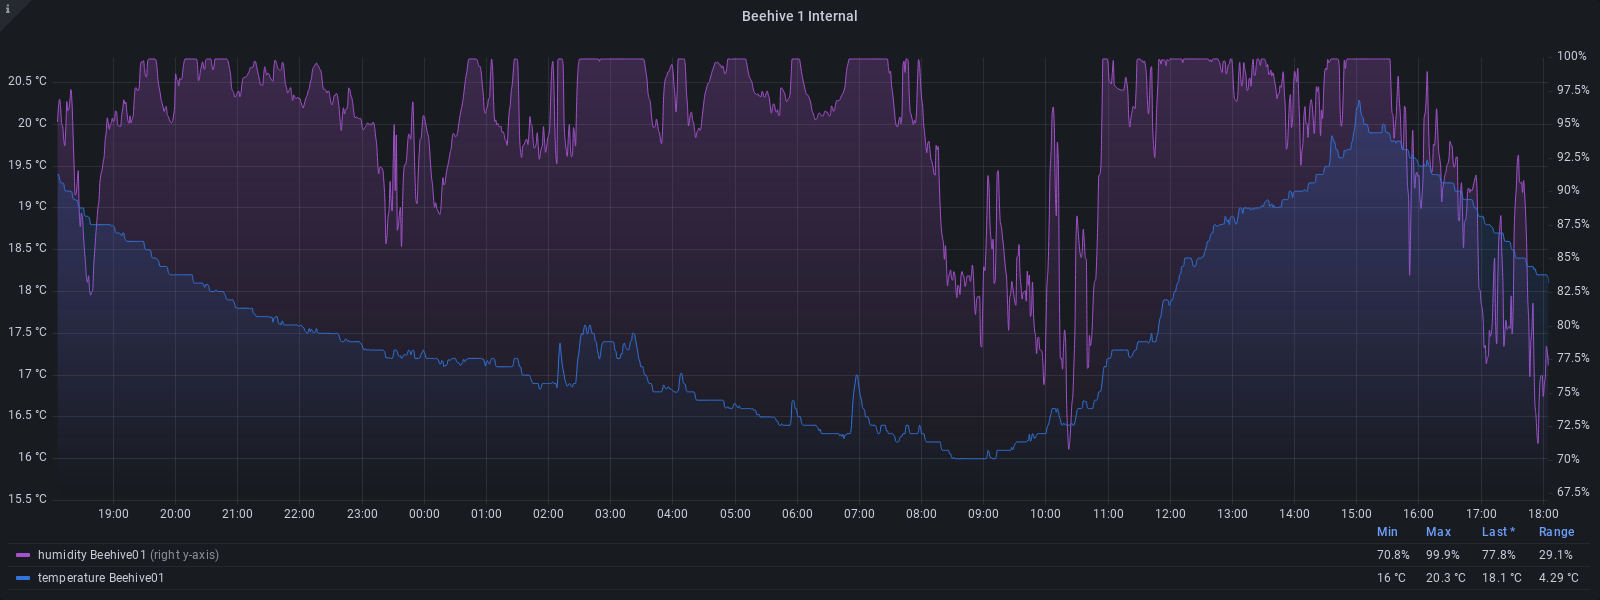 i
Beehive 1 Internal
20.5 °C
20 °C
19.5 °C
19 °C
18.5 °C
18 °C
17.5 °C
17 °C
16.5 °C
16 °C
15.5 °C
100%
97.5%
95%
92.5%
90%
87.5%
85%
82.5%
80%
77.5%
75%
72.5%
70%
67.5%
19:00 20:00 21:00 22:00 23:00 00:00 01:00 02:00 03:00 04:00 05:00 06:00 07:00 08:00 09:00 10:00 11:00 12:00 13:00 14:00 15:00 16:00 17:00 18:00
Min Max Last * Range
humidity Beehive01 (right y-axis) 70.8% 99.9% 77.8% 29.1%
temperature Beehive01 16 °C 20.3 °C 18.1 °C 4.29 °C